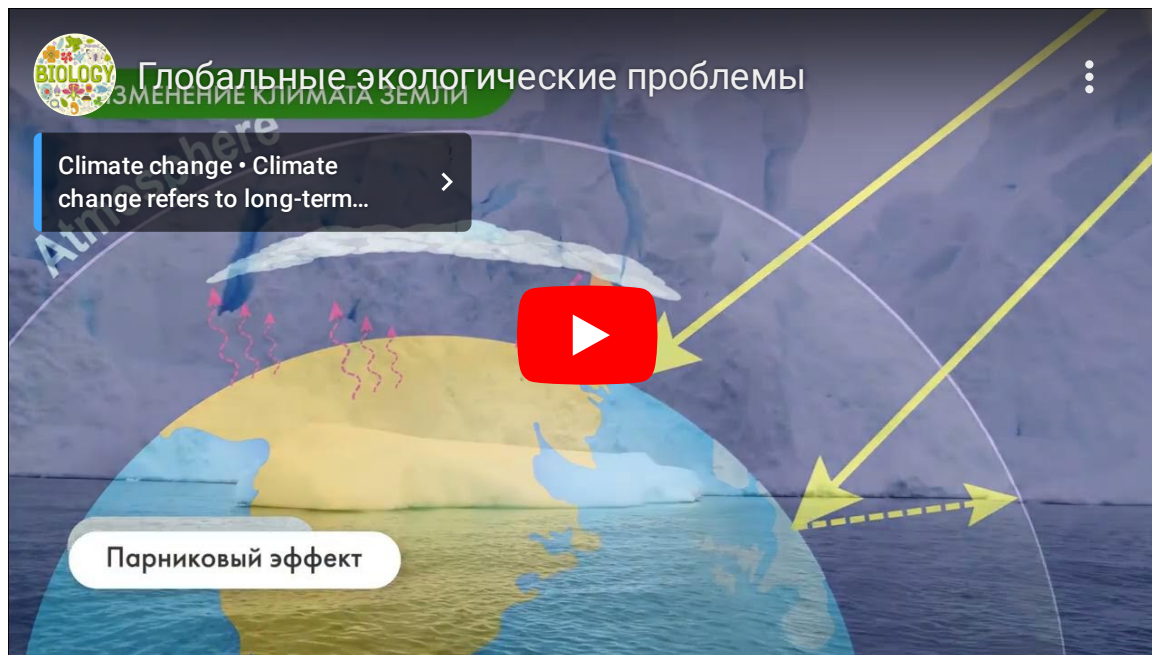 BIOLOGY
Глобальные экологические проблемы
ИЗМЕНЕНИЕ КЛИМАТА ЗЕМЛИ
Atmosphere
Climate change • Climate
change refers to long-term...
Парниковый эффект